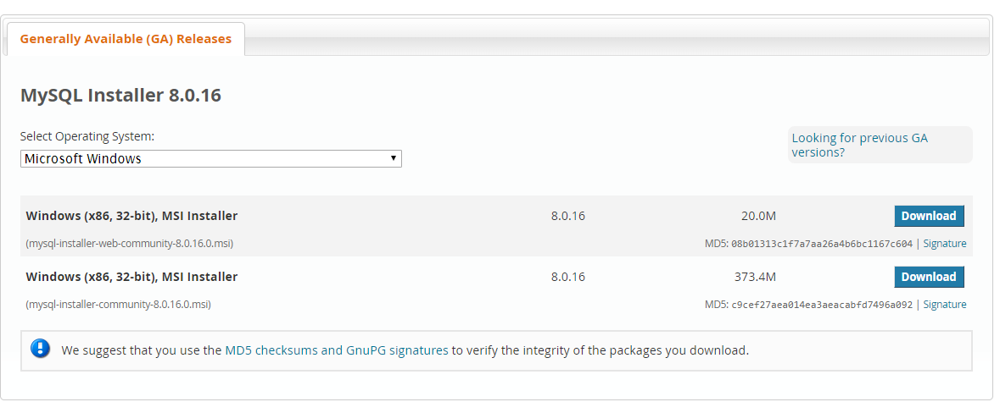 Generally Available (GA) Releases
MySQL Installer 8.0.16
Select Operating System:
Microsoft Windows
Looking for previous GA
versions?
Windows (x86, 32-bit), MSI Installer 8.0.16 20.0M Download
(mysql-installer-web-community-8.0.16.0.msi) MD5: 08b01313c1f7a7aa26a4b6bc1167c604 | Signature
Windows (x86, 32-bit), MSI Installer 8.0.16 373.4M Download
(mysql-installer-community-8.0.16.0.msi) MD5: c9cef27aea014ea3aeacabfd7496a092 | Signature
We suggest that you use the MD5 checksums and GnuPG signatures to verify the integrity of the packages you download.